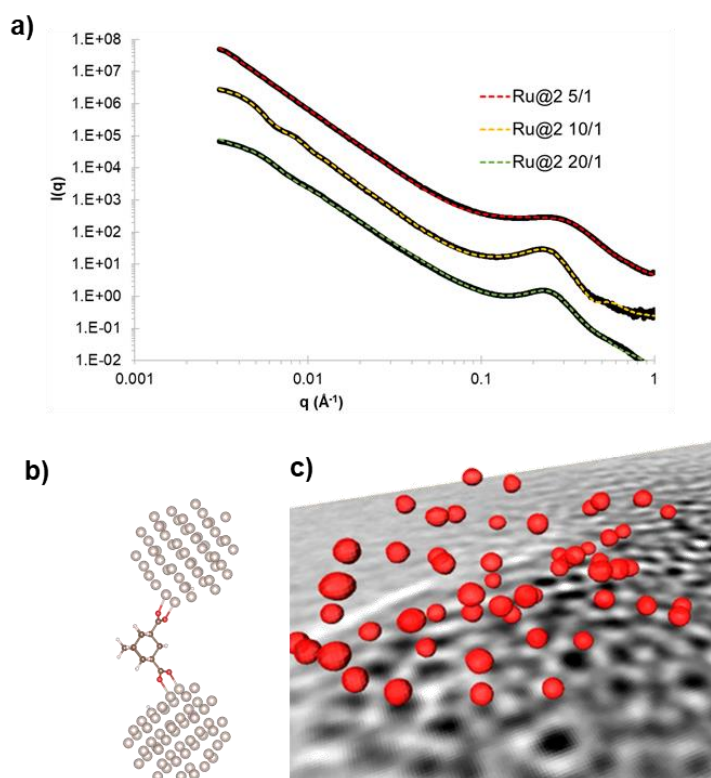 a)
1.E+08
1.E+07
1.E+06
1.E+05
1.E+04
1.E+03
1.E+02
1.E+01
1.E+00
1.E-01
1.E-02
I(q)
Ru@2 5/1
Ru@2 10/1
Ru@2 20/1
0.001
0.01
0.1
1
q (Å-1)
b)
c)